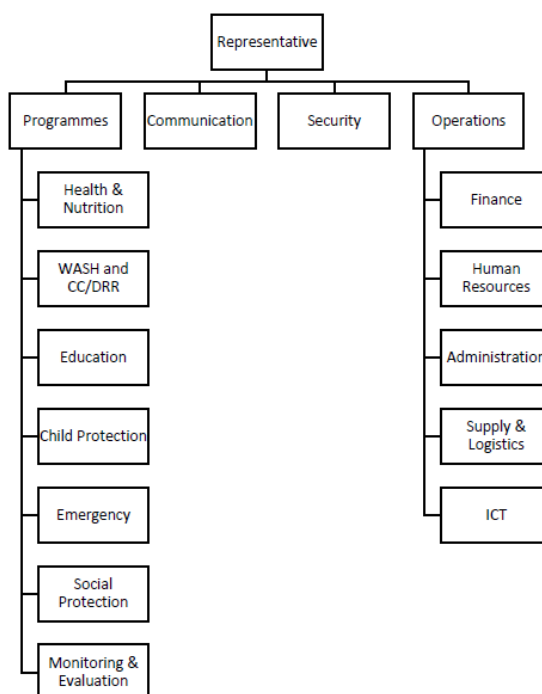 Representative
Programmes
Communication
Security
Operations
Health &
Nutrition
WASH and
CC/DRR
Education
Child Protection
Emergency
Social
Protection
Monitoring &
Evaluation
Finance
Human
Resources
Administration
Supply &
Logistics
ICT